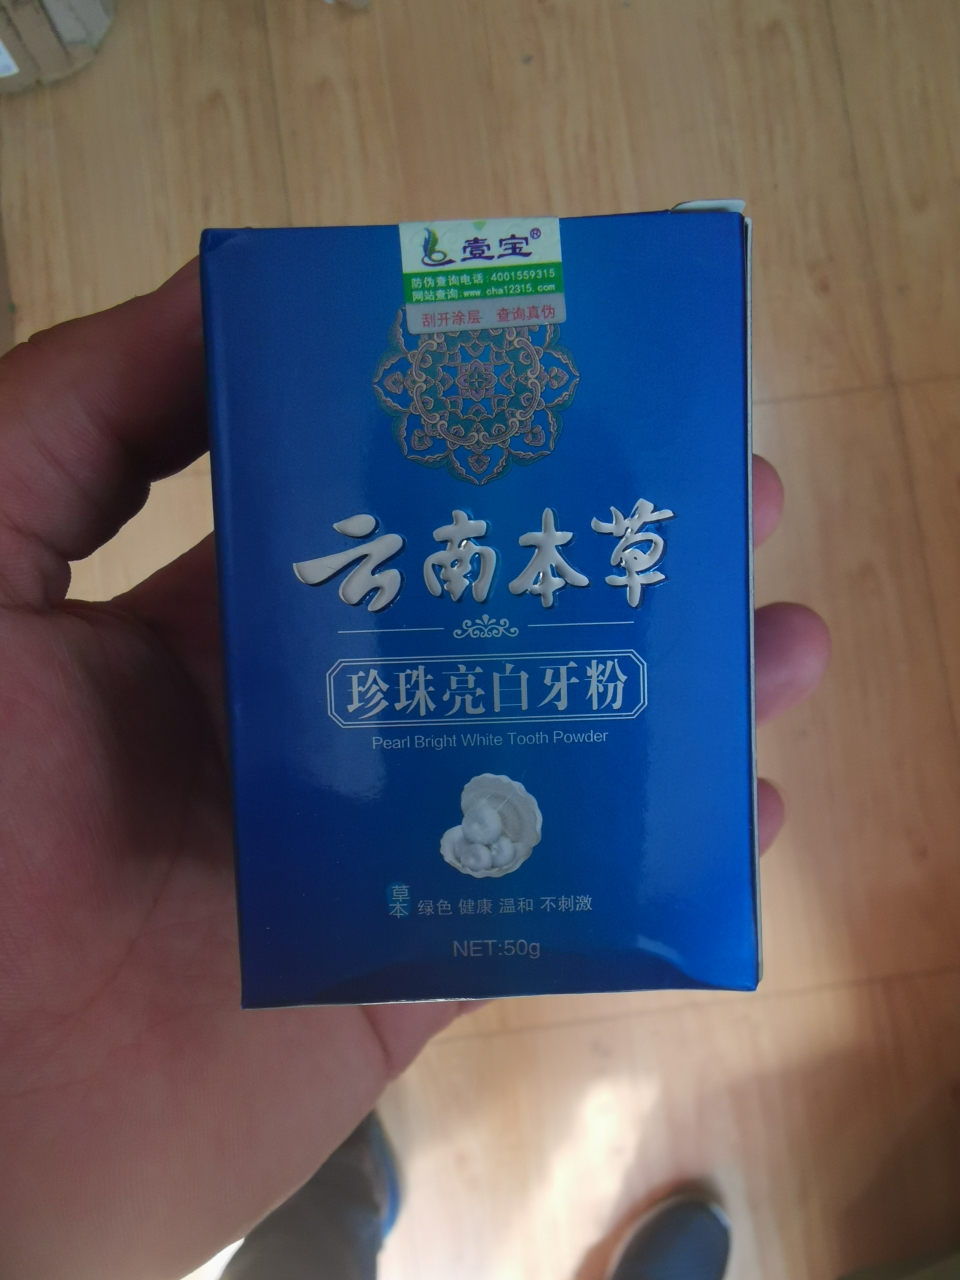 壹宝®
防伪查询电话:4001559315
网站查询:www.cha12315.com
刮开涂层 查询真伪
云南本草
珍珠亮白牙粉
Pearl Bright White Tooth Powder
草本 绿色 健康 温和 不刺激
NET:50g